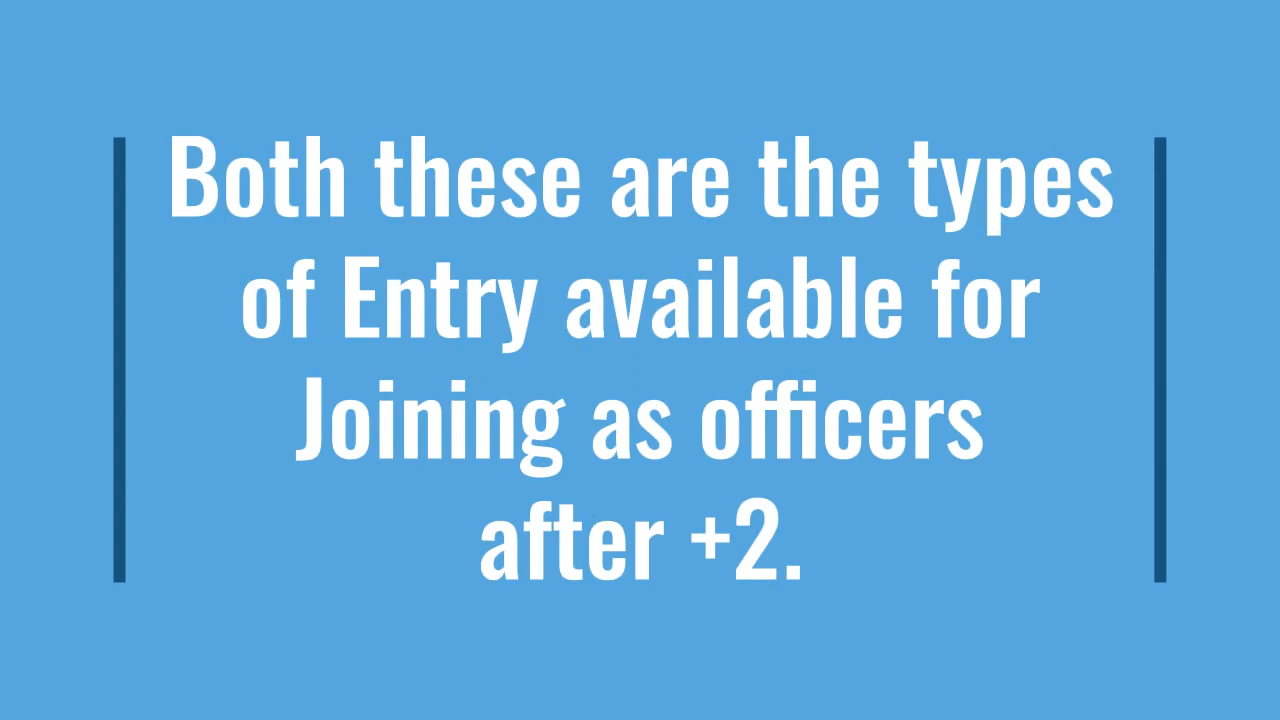 Both these are the types
of Entry available for
Joining as officers
after +2.